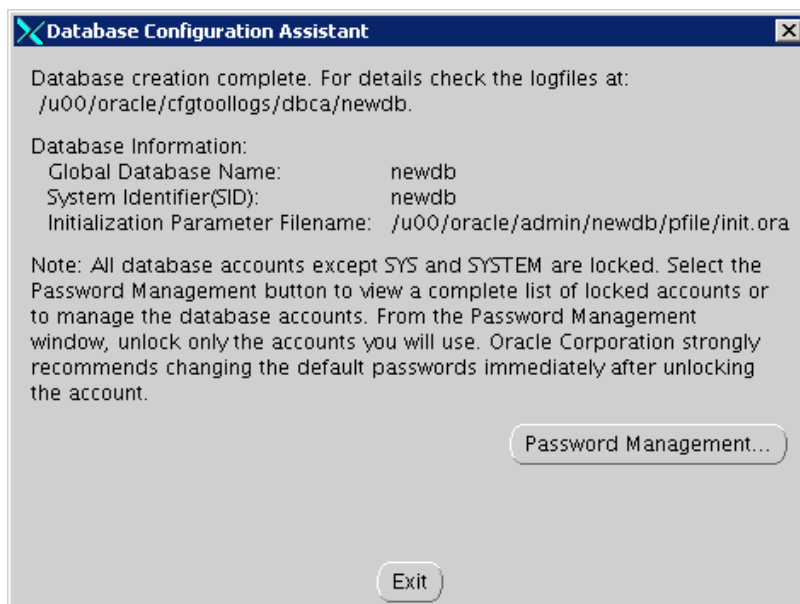 Database Configuration Assistant
Database creation complete. For details check the logfiles at:
/u00/oracle/cfgtoollogs/dbca/newdb.
Database Information:
Global Database Name: newdb
System Identifier(SID): newdb
Initialization Parameter Filename: /u00/oracle/admin/newdb/pfile/init.ora
Note: All database accounts except SYS and SYSTEM are locked. Select the
Password Management button to view a complete list of locked accounts or
to manage the database accounts. From the Password Management
window, unlock only the accounts you will use. Oracle Corporation strongly
recommends changing the default passwords immediately after unlocking
the account.
Password Management...
Exit